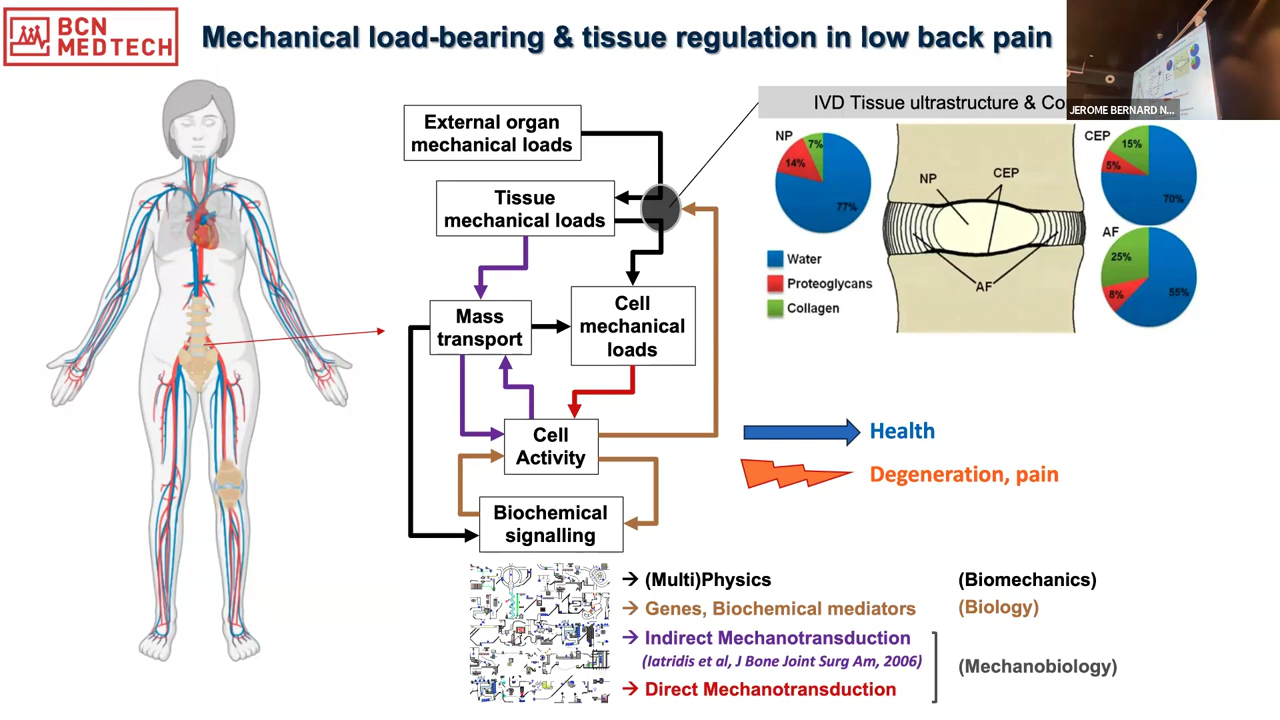 BCN
MEDTECH
Mechanical load-bearing & tissue regulation in low back pain
JEROME BERNARD N...
IVD Tissue ultrastructure & Co
External organ
mechanical loads
Tissue
mechanical loads
Mass
transport
Cell
mechanical
loads
Cell
Activity
Biochemical
signalling
NP
7%
14%
77%
Water
Proteoglycans
Collagen
NP
CEP
AF
CEP
15%
5%
70%
AF
25%
8%
55%
Health
Degeneration, pain
→ (Multi)Physics
(Biomechanics)
→ Genes, Biochemical mediators
(Biology)
→ Indirect Mechanotransduction
(Iatridis et al, J Bone Joint Surg Am, 2006)
(Mechanobiology)
→ Direct Mechanotransduction